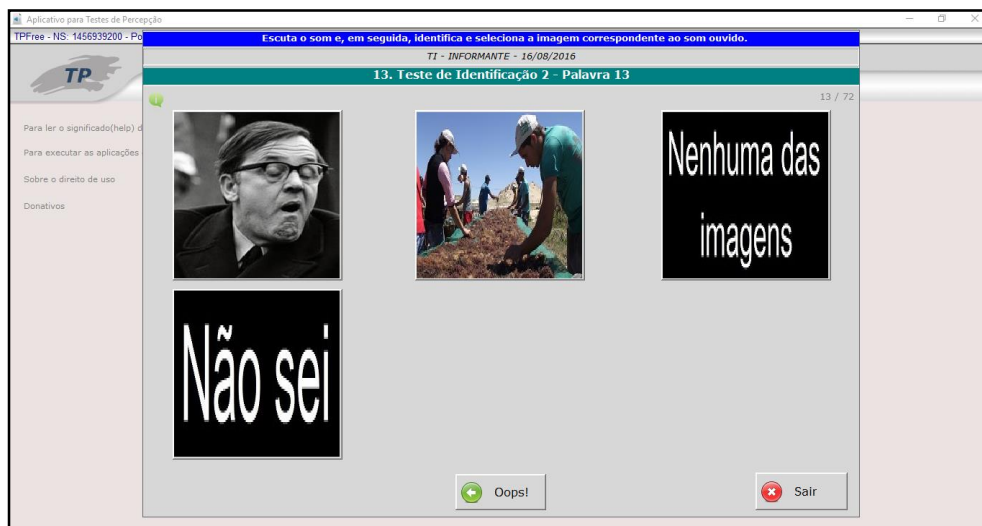 Aplicativo para Testes de Percepção
TPFree - NS: 1456939200 - Po
Escuta o som e, em seguida, identifica e seleciona a imagem correspondente ao som ouvido.
TI - INFORMANTE - 16/08/2016
13. Teste de Identificação 2 - Palavra 13
TP
13 / 72
Para ler o significado(help) d
Para executar as aplicações
Sobre o direito de uso
Donativos
Nenhuma das
imagens
Não sei
Oops!
Sair